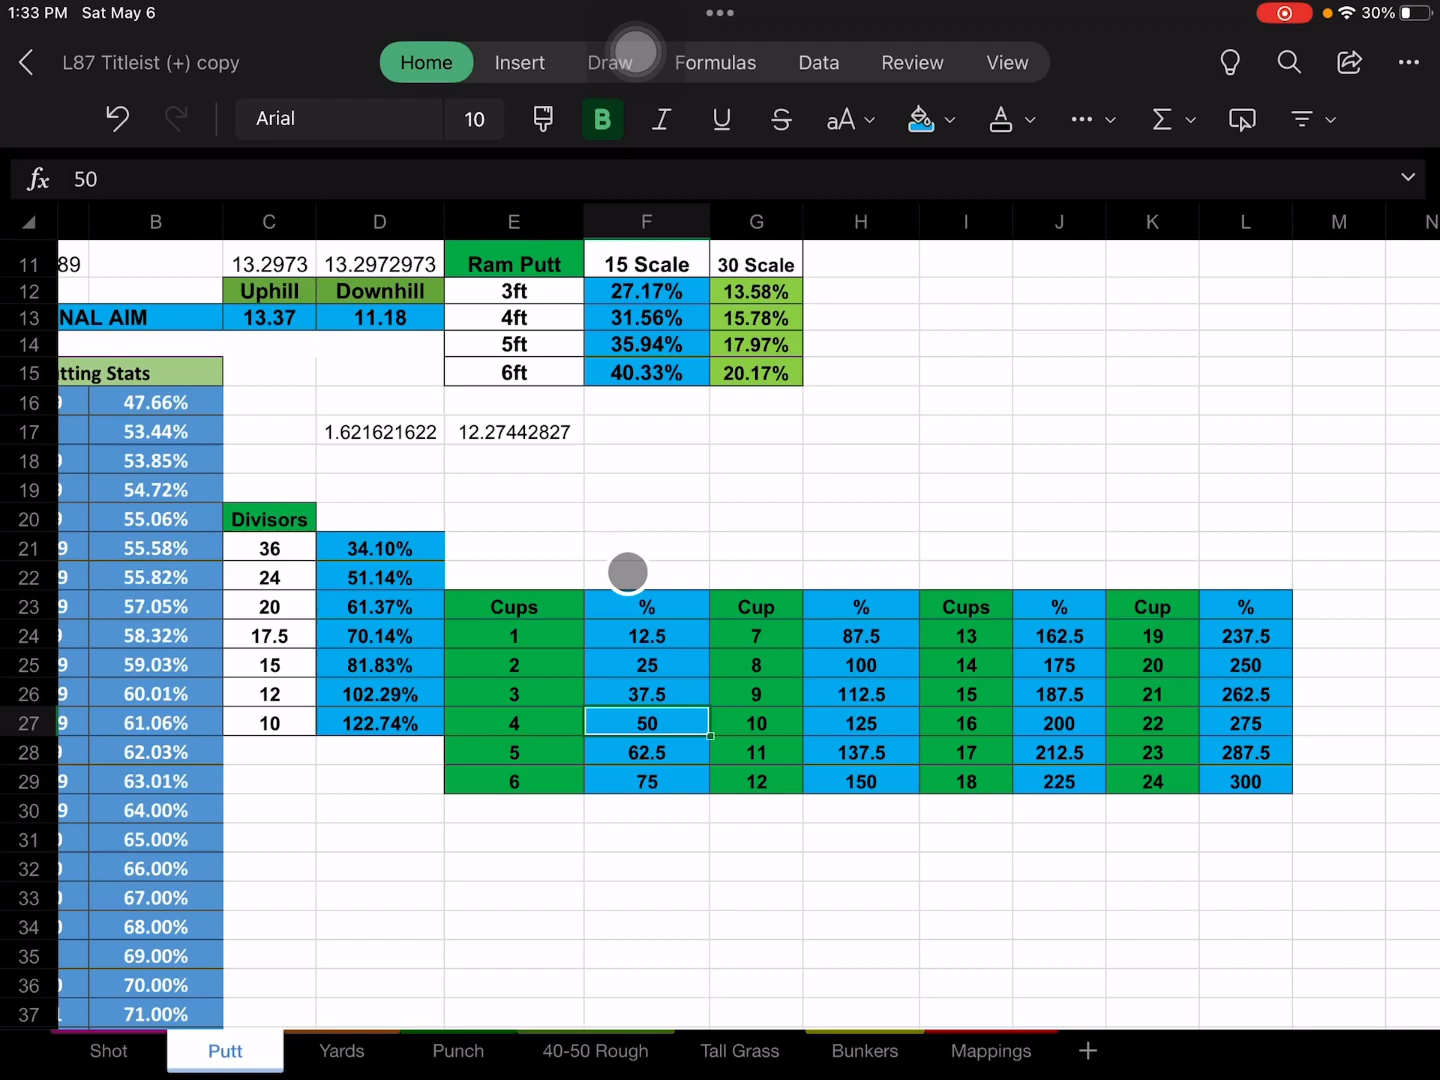 1:33 PM Sat May 6 30%
L87 Titleist (+) copy Home Insert Draw Formulas Data Review View
Arial 10 B I U S aA A Σ
fx 50
B C D E F G H I J K L M N
11 89 13.2973 13.2972973 Ram Putt 15 Scale 30 Scale
12 Uphill Downhill 3ft 27.17% 13.58%
13 NAL AIM 13.37 11.18 4ft 31.56% 15.78%
14 5ft 35.94% 17.97%
15 tting Stats 6ft 40.33% 20.17%
16 47.66%
17 53.44% 1.621621622 12.27442827
18 53.85%
19 54.72%
20 55.06% Divisors
21 9 55.58% 36 34.10%
22 9 55.82% 24 51.14%
23 9 57.05% 20 61.37% Cups % Cup % Cups % Cup %
24 58.32% 17.5 70.14% 1 12.5 7 87.5 13 162.5 19 237.5
25 9 59.03% 15 81.83% 2 25 8 100 14 175 20 250
26 9 60.01% 12 102.29% 3 37.5 9 112.5 15 187.5 21 262.5
27 9 61.06% 10 122.74% 4 50 10 125 16 200 22 275
28 62.03% 5 62.5 11 137.5 17 212.5 23 287.5
29 9 63.01% 6 75 12 150 18 225 24 300
30 9 64.00%
31 65.00%
32 66.00%
33 67.00%
34 68.00%
35 69.00%
36 70.00%
37 71.00%
Shot Putt Yards Punch 40-50 Rough Tall Grass Bunkers Mappings +